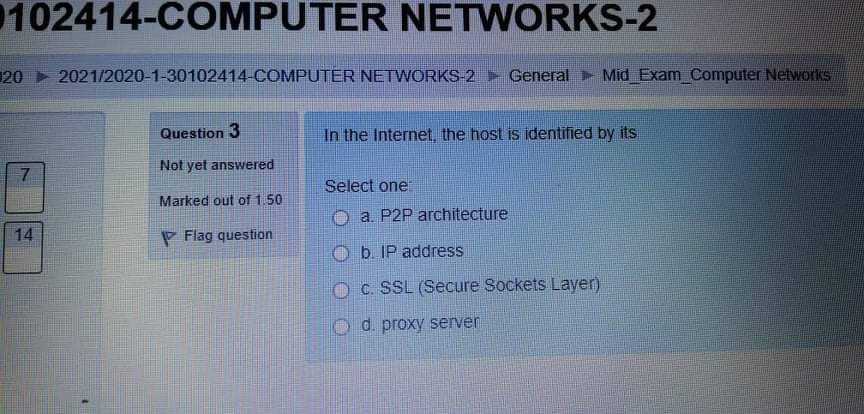 102414-COMPUTER NETWORKS-2
20 ► 2021/2020-1-30102414-COMPUTER NETWORKS-2 ► General ► Mid_Exam_Computer Networks
7
14
Question 3
Not yet answered
Marked out of 1.50
Flag question
In the Internet, the host is identified by its
Select one:
a. P2P architecture
b. IP address
c. SSL (Secure Sockets Layer)
d. proxy server